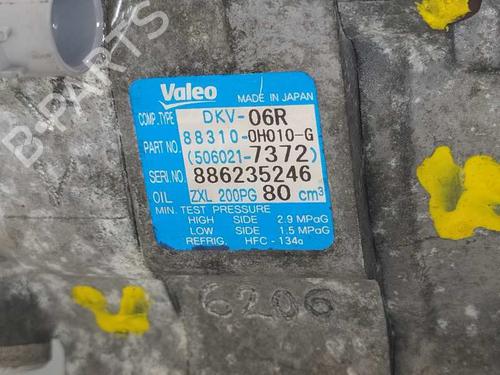 B-PARTS
Valeo MADE IN JAPAN
COMP. TYPE DKV-06R
PART NO. 88310-0H010-G
(506021-7372)
SERI.NO 886235246
OIL ZXL 200PG 80 cm³
MIN. TEST PRESSURE
HIGH SIDE 2.9 MPaG
LOW SIDE 1.5 MPaG
REFRIG. HFC - 134a
6206